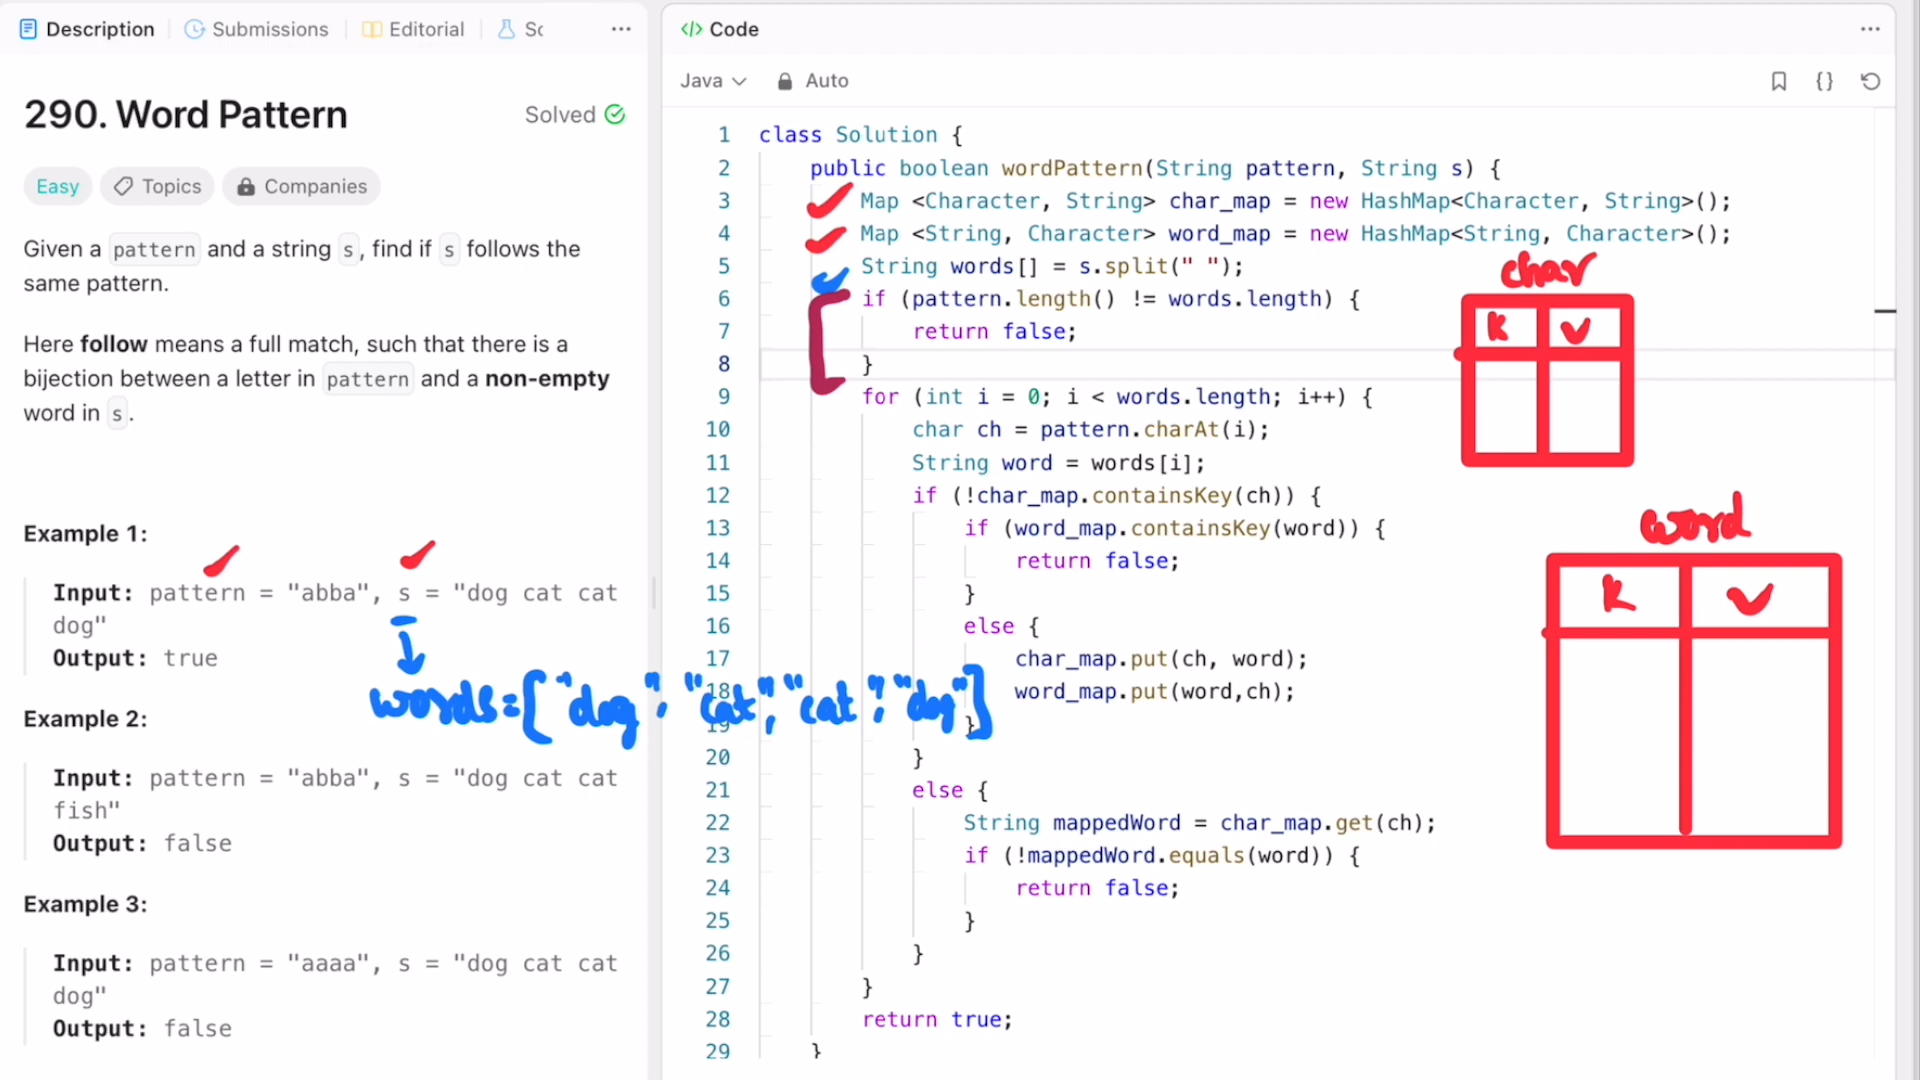 Description Submissions Editorial So
290. Word Pattern
Solved
Easy Topics Companies
Given a pattern and a string s, find if s follows the
same pattern.
Here follow means a full match, such that there is a
bijection between a letter in pattern and a non-empty
word in s.
Example 1:
Input: pattern = "abba", s = "dog cat cat
dog"
Output: true
words=["dog","cat","cat","dog"]
Example 2:
Input: pattern = "abba", s = "dog cat cat
fish"
Output: false
Example 3:
Input: pattern = "aaaa", s = "dog cat cat
dog"
Output: false
</> Code
Java Auto
1 class Solution {
2 public boolean wordPattern(String pattern, String s) {
3 Map <Character, String> char_map = new HashMap<Character, String>();
4 Map <String, Character> word_map = new HashMap<String, Character>();
5 String words[] = s.split(" ");
6 if (pattern.length() != words.length) {
7 return false;
8 }
9 for (int i = 0; i < words.length; i++) {
10 char ch = pattern.charAt(i);
11 String word = words[i];
12 if (!char_map.containsKey(ch)) {
13 if (word_map.containsKey(word)) {
14 return false;
15 }
16 else {
17 char_map.put(ch, word);
18 word_map.put(word,ch);
19 }
20 }
21 else {
22 String mappedWord = char_map.get(ch);
23 if (!mappedWord.equals(word)) {
24 return false;
25 }
26 }
27 }
28 return true;
29 }
char
K V
word
K V